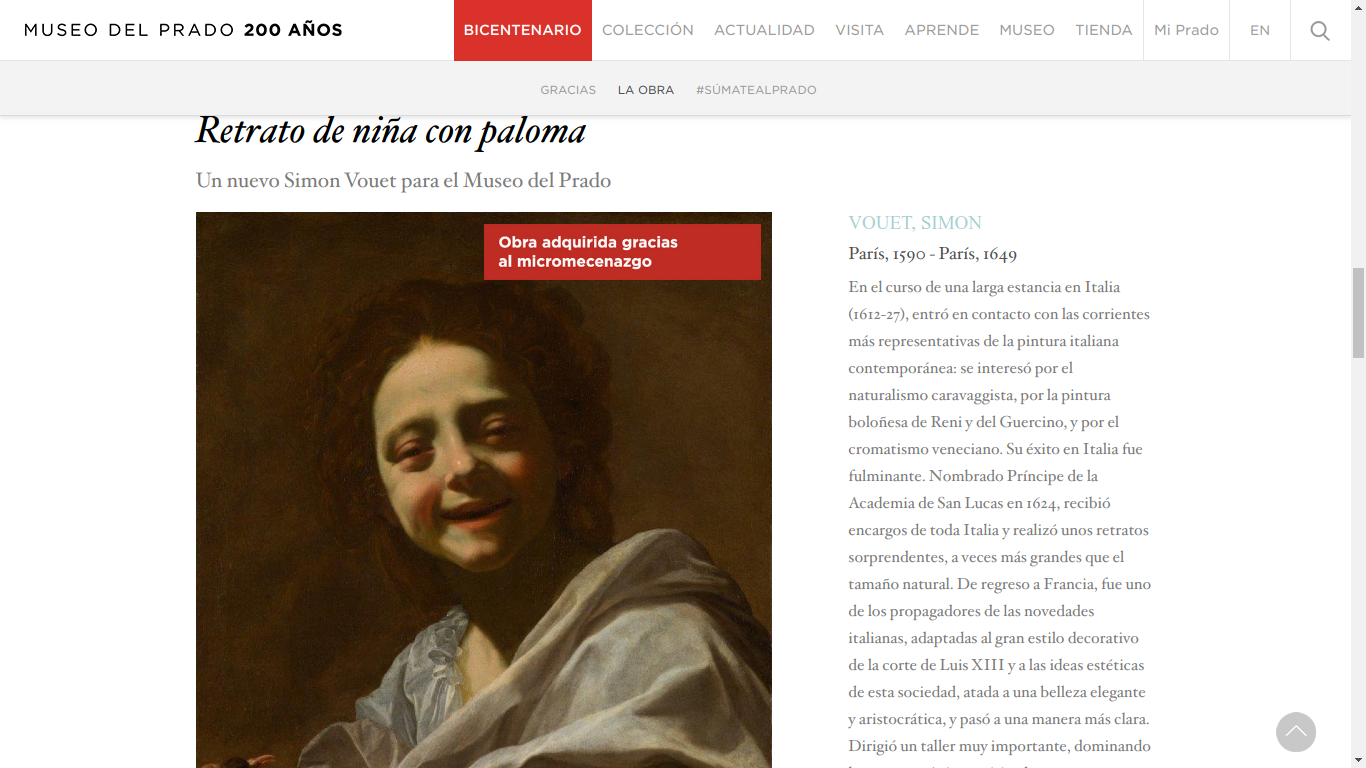 MUSEO DEL PRADO 200 AÑOS
BICENTENARIO COLECCIÓN ACTUALIDAD VISITA APRENDE MUSEO TIENDA Mi Prado EN
GRACIAS LA OBRA #SÚMATEALPRADO
Retrato de niña con paloma
Un nuevo Simon Vouet para el Museo del Prado
Obra adquirida gracias
al micromecenazgo
VOUET, SIMON
París, 1590 - París, 1649
En el curso de una larga estancia en Italia
(1612-27), entró en contacto con las corrientes
más representativas de la pintura italiana
contemporánea: se interesó por el
naturalismo caravaggista, por la pintura
boloñesa de Reni y del Guercino, y por el
cromatismo veneciano. Su éxito en Italia fue
fulminante. Nombrado Príncipe de la
Academia de San Lucas en 1624, recibió
encargos de toda Italia y realizó unos retratos
sorprendentes, a veces más grandes que el
tamaño natural. De regreso a Francia, fue uno
de los propagadores de las novedades
italianas, adaptadas al gran estilo decorativo
de la corte de Luis XIII y a las ideas estéticas
de esta sociedad, atada a una belleza elegante
y aristocrática, y pasó a una manera más clara.
Dirigió un taller muy importante, dominando